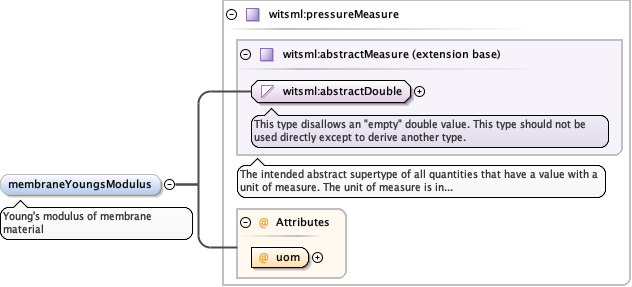 witsml:pressureMeasure
witsml:abstractMeasure (extension base)
witsml:abstractDouble
This type disallows an "empty" double value. This type should not be
used directly except to derive another type.
The intended abstract supertype of all quantities that have a value with a
unit of measure. The unit of measure is in...
membraneYoungsModulus
Young's modulus of membrane
material
@ Attributes
@ uom